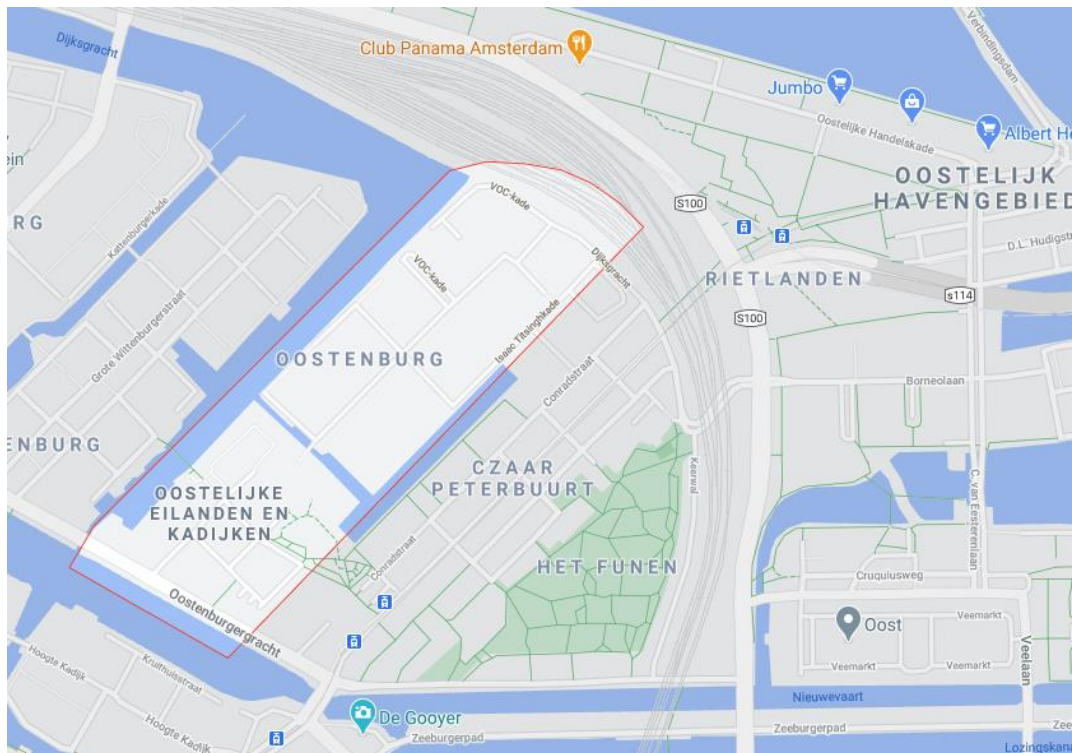 Dijksgracht
Club Panama Amsterdam
Verbindingsdam
Jumbo
Oostelijke Handelskade
Albert He
ein
OOSTELIJK
HAVENGEBIED
Kattenburgerkade
VOC-kade
S100
RG
D.L. Hudigstr
Dijksgracht
VOC-kade
RIETLANDEN
s114
Isaac Titsinghkade
S100
Grote Wittenburgerstraat
OOSTENBURG
Conradstraat
Borneolaan
ENBURG
CZAAR
PETERBUURT
Keerwal
C. van Eesterenlaan
OOSTELIJKE
EILANDEN EN
KADIJKEN
Conradstraat
HET FUNEN
Cruquiusweg
Veemarkt
Oost
Oostenburgergracht
Veemarkt
Veelaan
Hoogte Kadijk
Kruithuisstraat
Nieuwevaart
De Gooyer
Hoogte Kadijk
Zeeburgerpad
Zeeburgerpad
Zee
Lozingskana